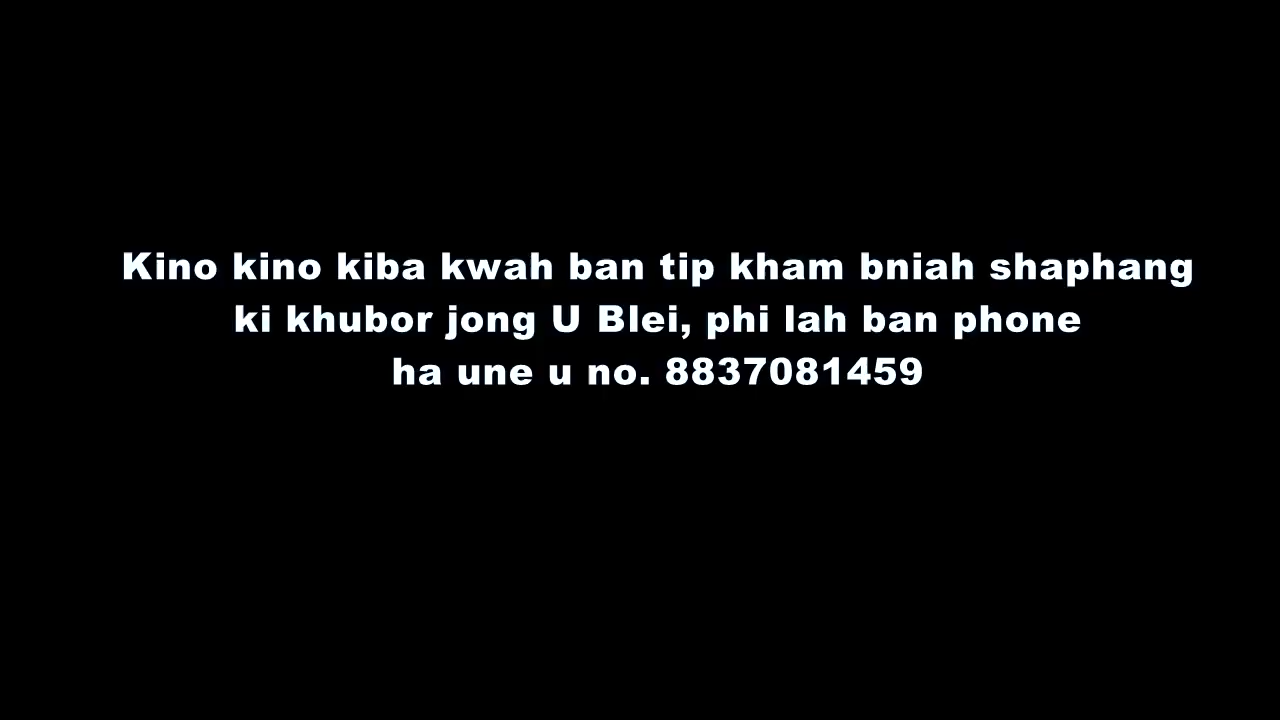 Kino kino kiba kwah ban tip kham bniah shaphang
ki khubor jong U Blei, phi lah ban phone
ha une u no. 8837081459